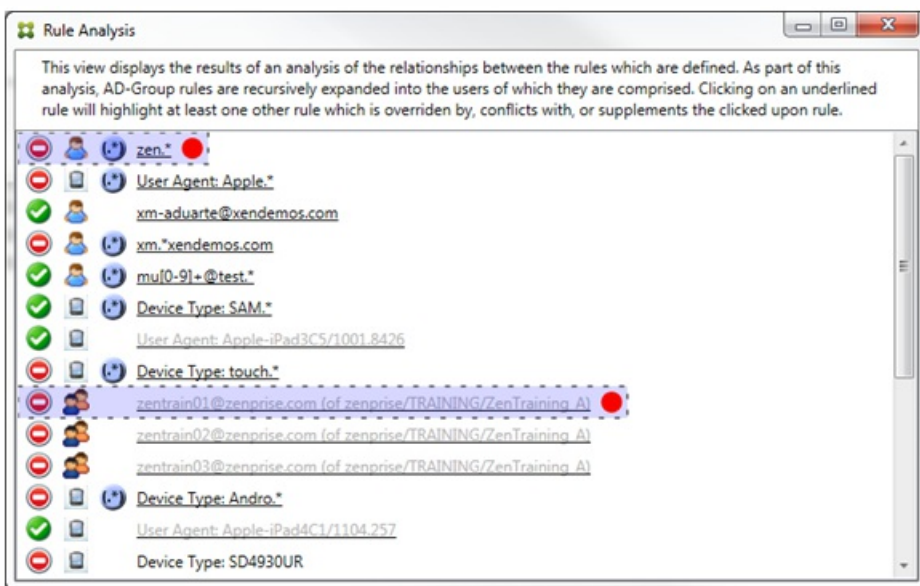 Rule Analysis
This view displays the results of an analysis of the relationships between the rules which are defined. As part of this
analysis, AD-Group rules are recursively expanded into the users of which they are comprised. Clicking on an underlined
rule will highlight at least one other rule which is overriden by, conflicts with, or supplements the clicked upon rule.
(.*) zen.*
(.*) User Agent: Apple.*
xm-aduarte@xendemos.com
(.*) xm.*xendemos.com
(.*) mu[0-9]+@test.*
(.*) Device Type: SAM.*
User Agent: Apple-iPad3C5/1001.8426
(.*) Device Type: touch.*
zentrain01@zenprise.com (of zenprise/TRAINING/ZenTraining A)
zentrain02@zenprise.com (of zenprise/TRAINING/ZenTraining A)
zentrain03@zenprise.com (of zenprise/TRAINING/ZenTraining A)
(.*) Device Type: Andro.*
User Agent: Apple-iPad4C1/1104.257
Device Type: SD4930UR